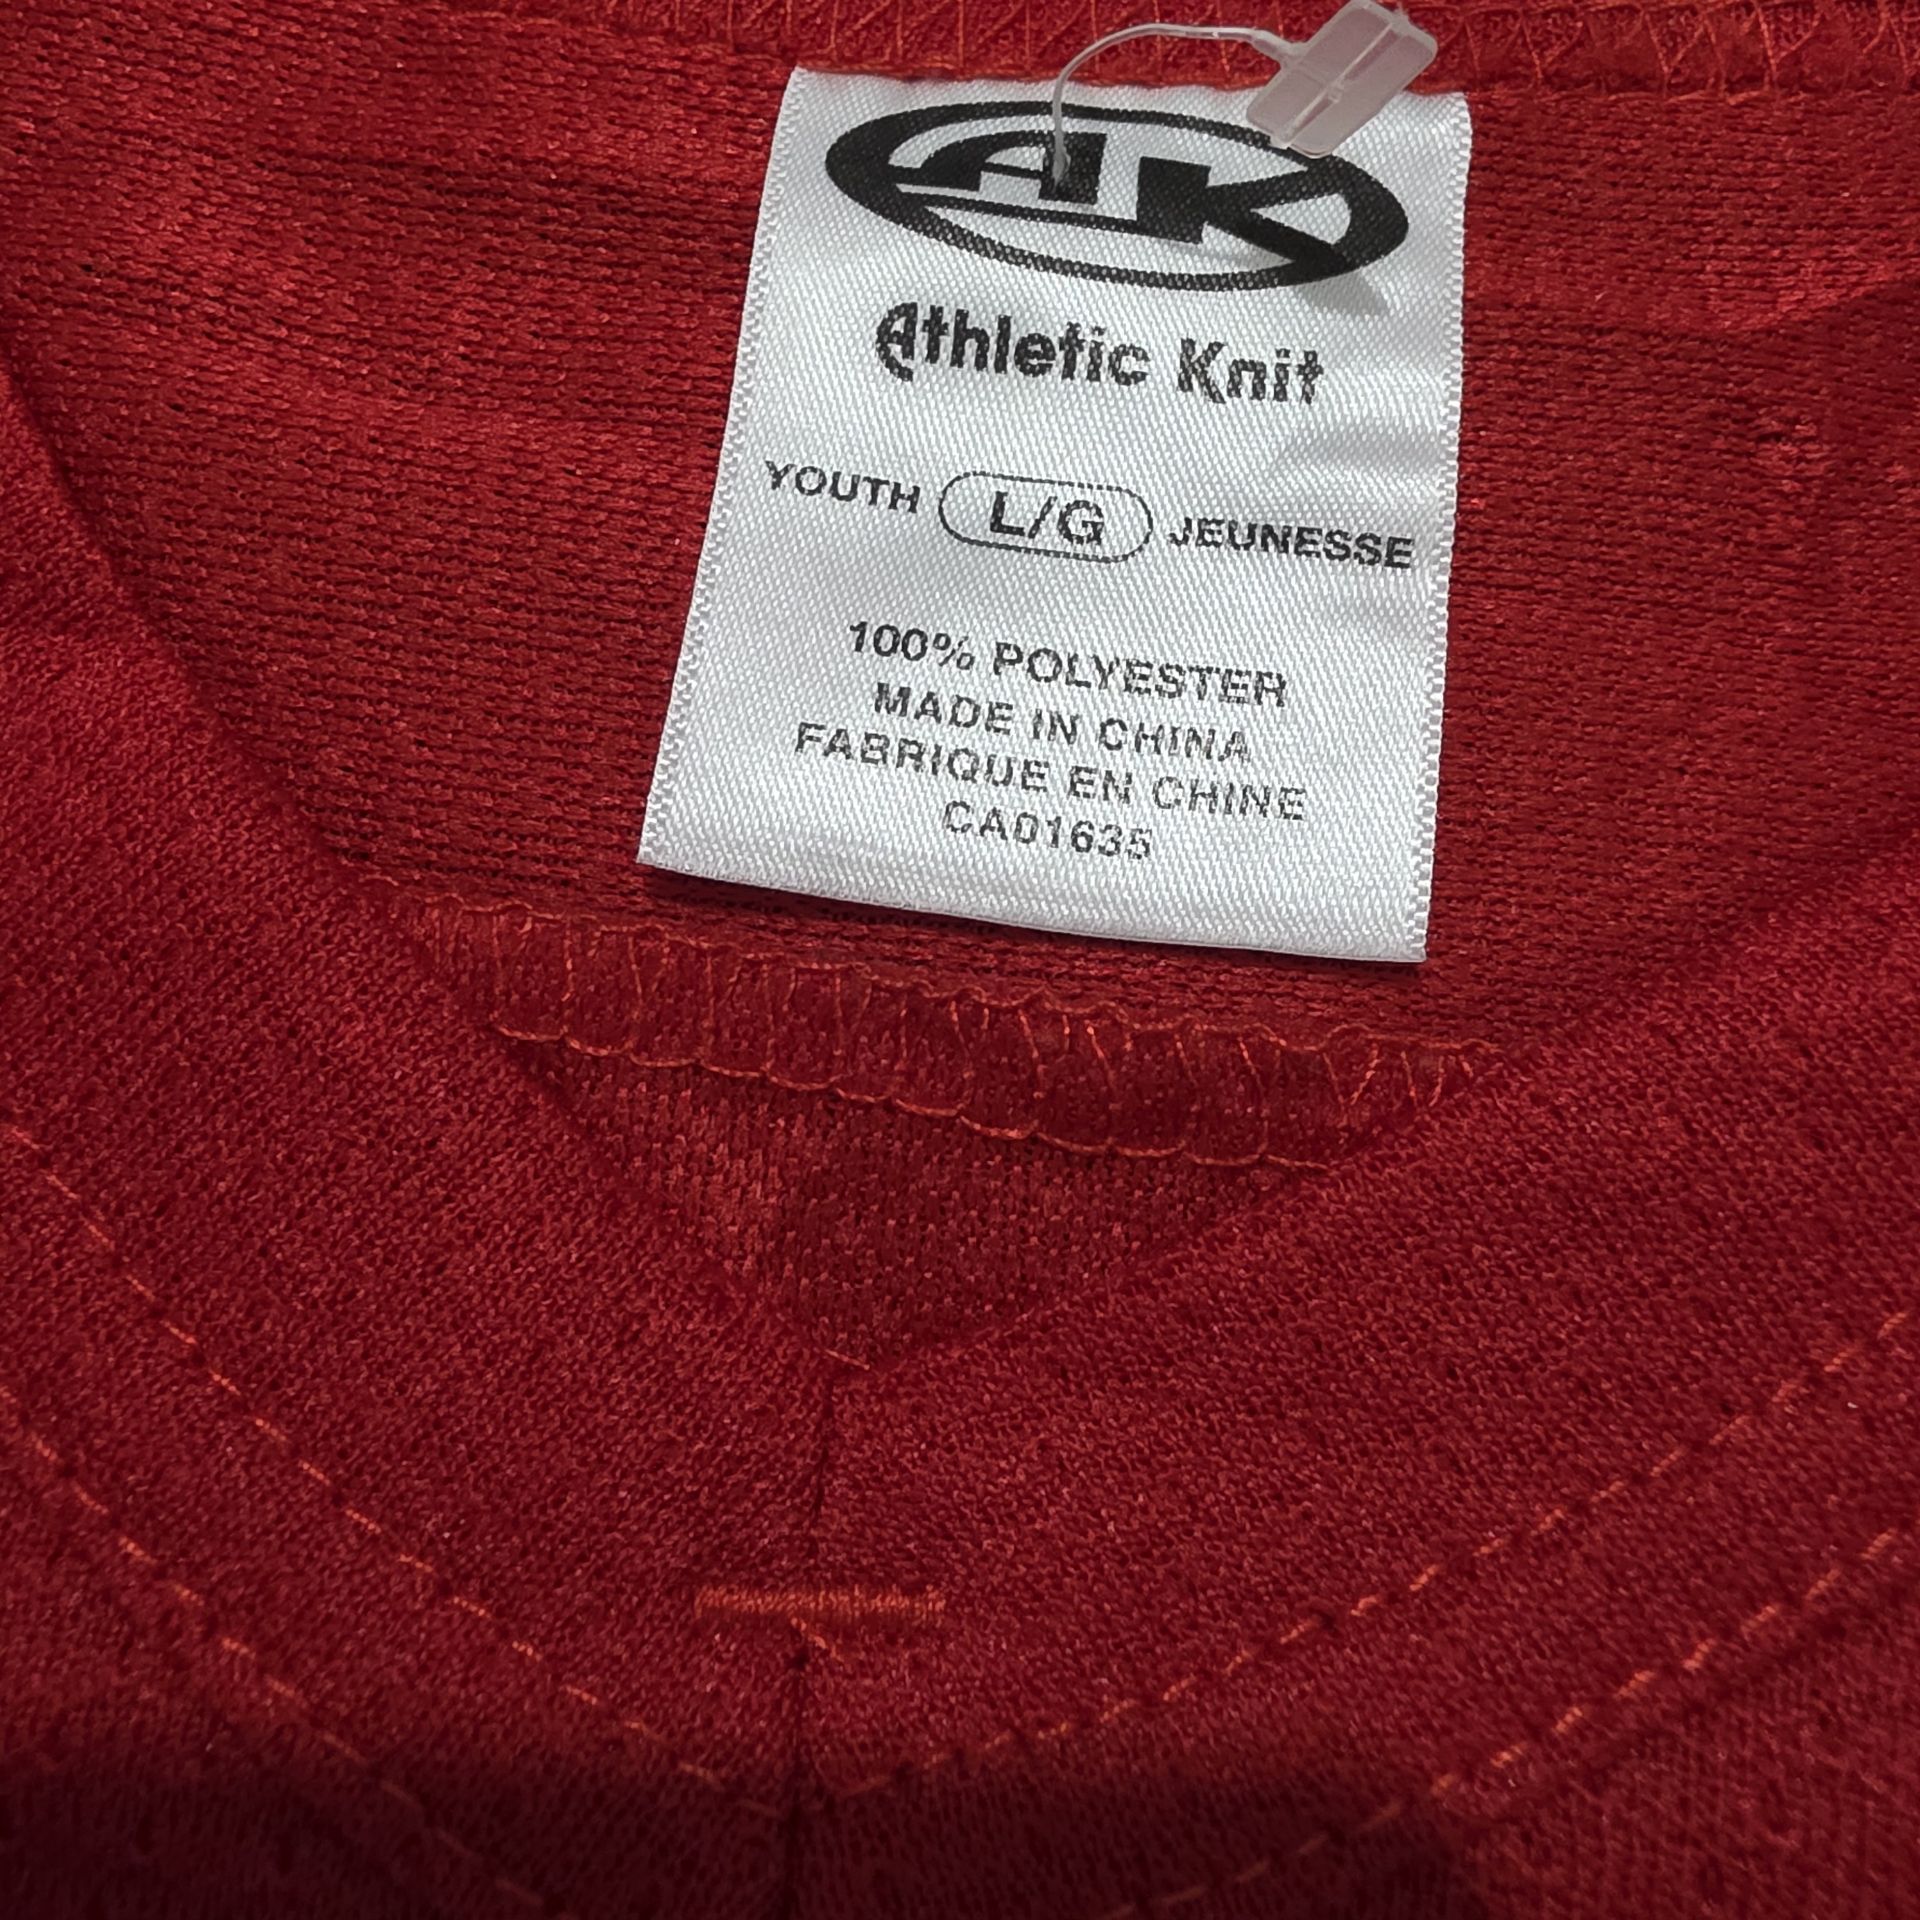 AK
Athletic Knit
YOUTH L/G JEUNESSE
100% POLYESTER
MADE IN CHINA
FABRIQUE EN CHINE
CA01635